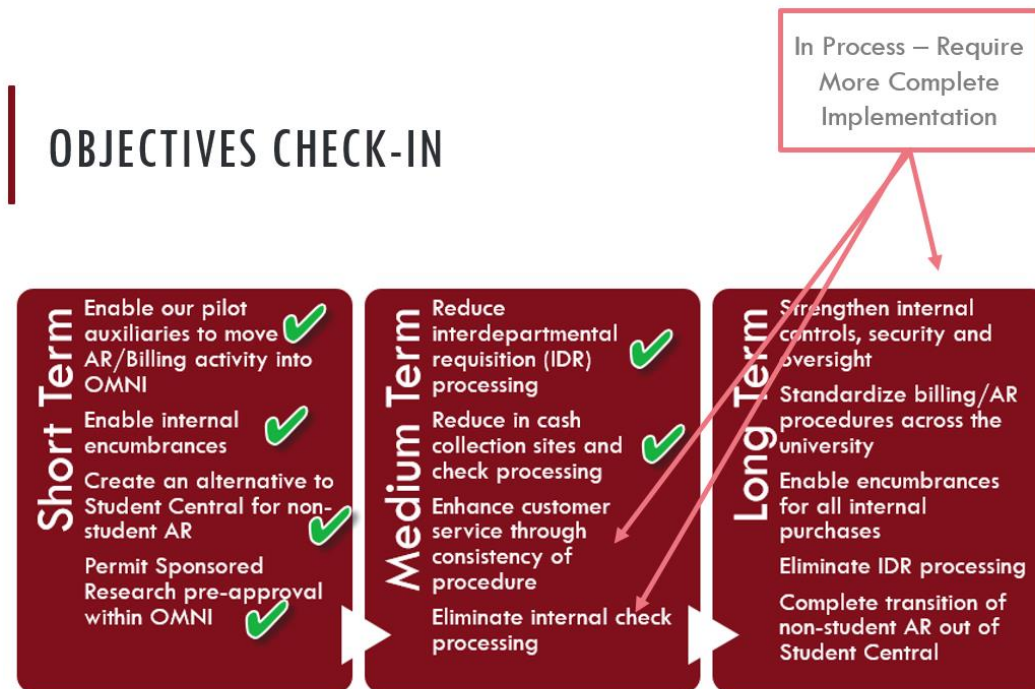 In Process – Require
More Complete
Implementation
OBJECTIVES CHECK-IN
Short Term
Enable our pilot
auxiliaries to move
AR/Billing activity into
OMNI
Enable internal
encumbrances
Create an alternative to
Student Central for non-
student AR
Permit Sponsored
Research pre-approval
within OMNI
Medium Term
Reduce
interdepartmental
requisition (IDR)
processing
Reduce in cash
collection sites and
check processing
Enhance customer
service through
consistency of
procedure
Eliminate internal check
processing
Long Term
Strengthen internal
controls, security and
oversight
Standardize billing/AR
procedures across the
university
Enable encumbrances
for all internal
purchases
Eliminate IDR processing
Complete transition of
non-student AR out of
Student Central